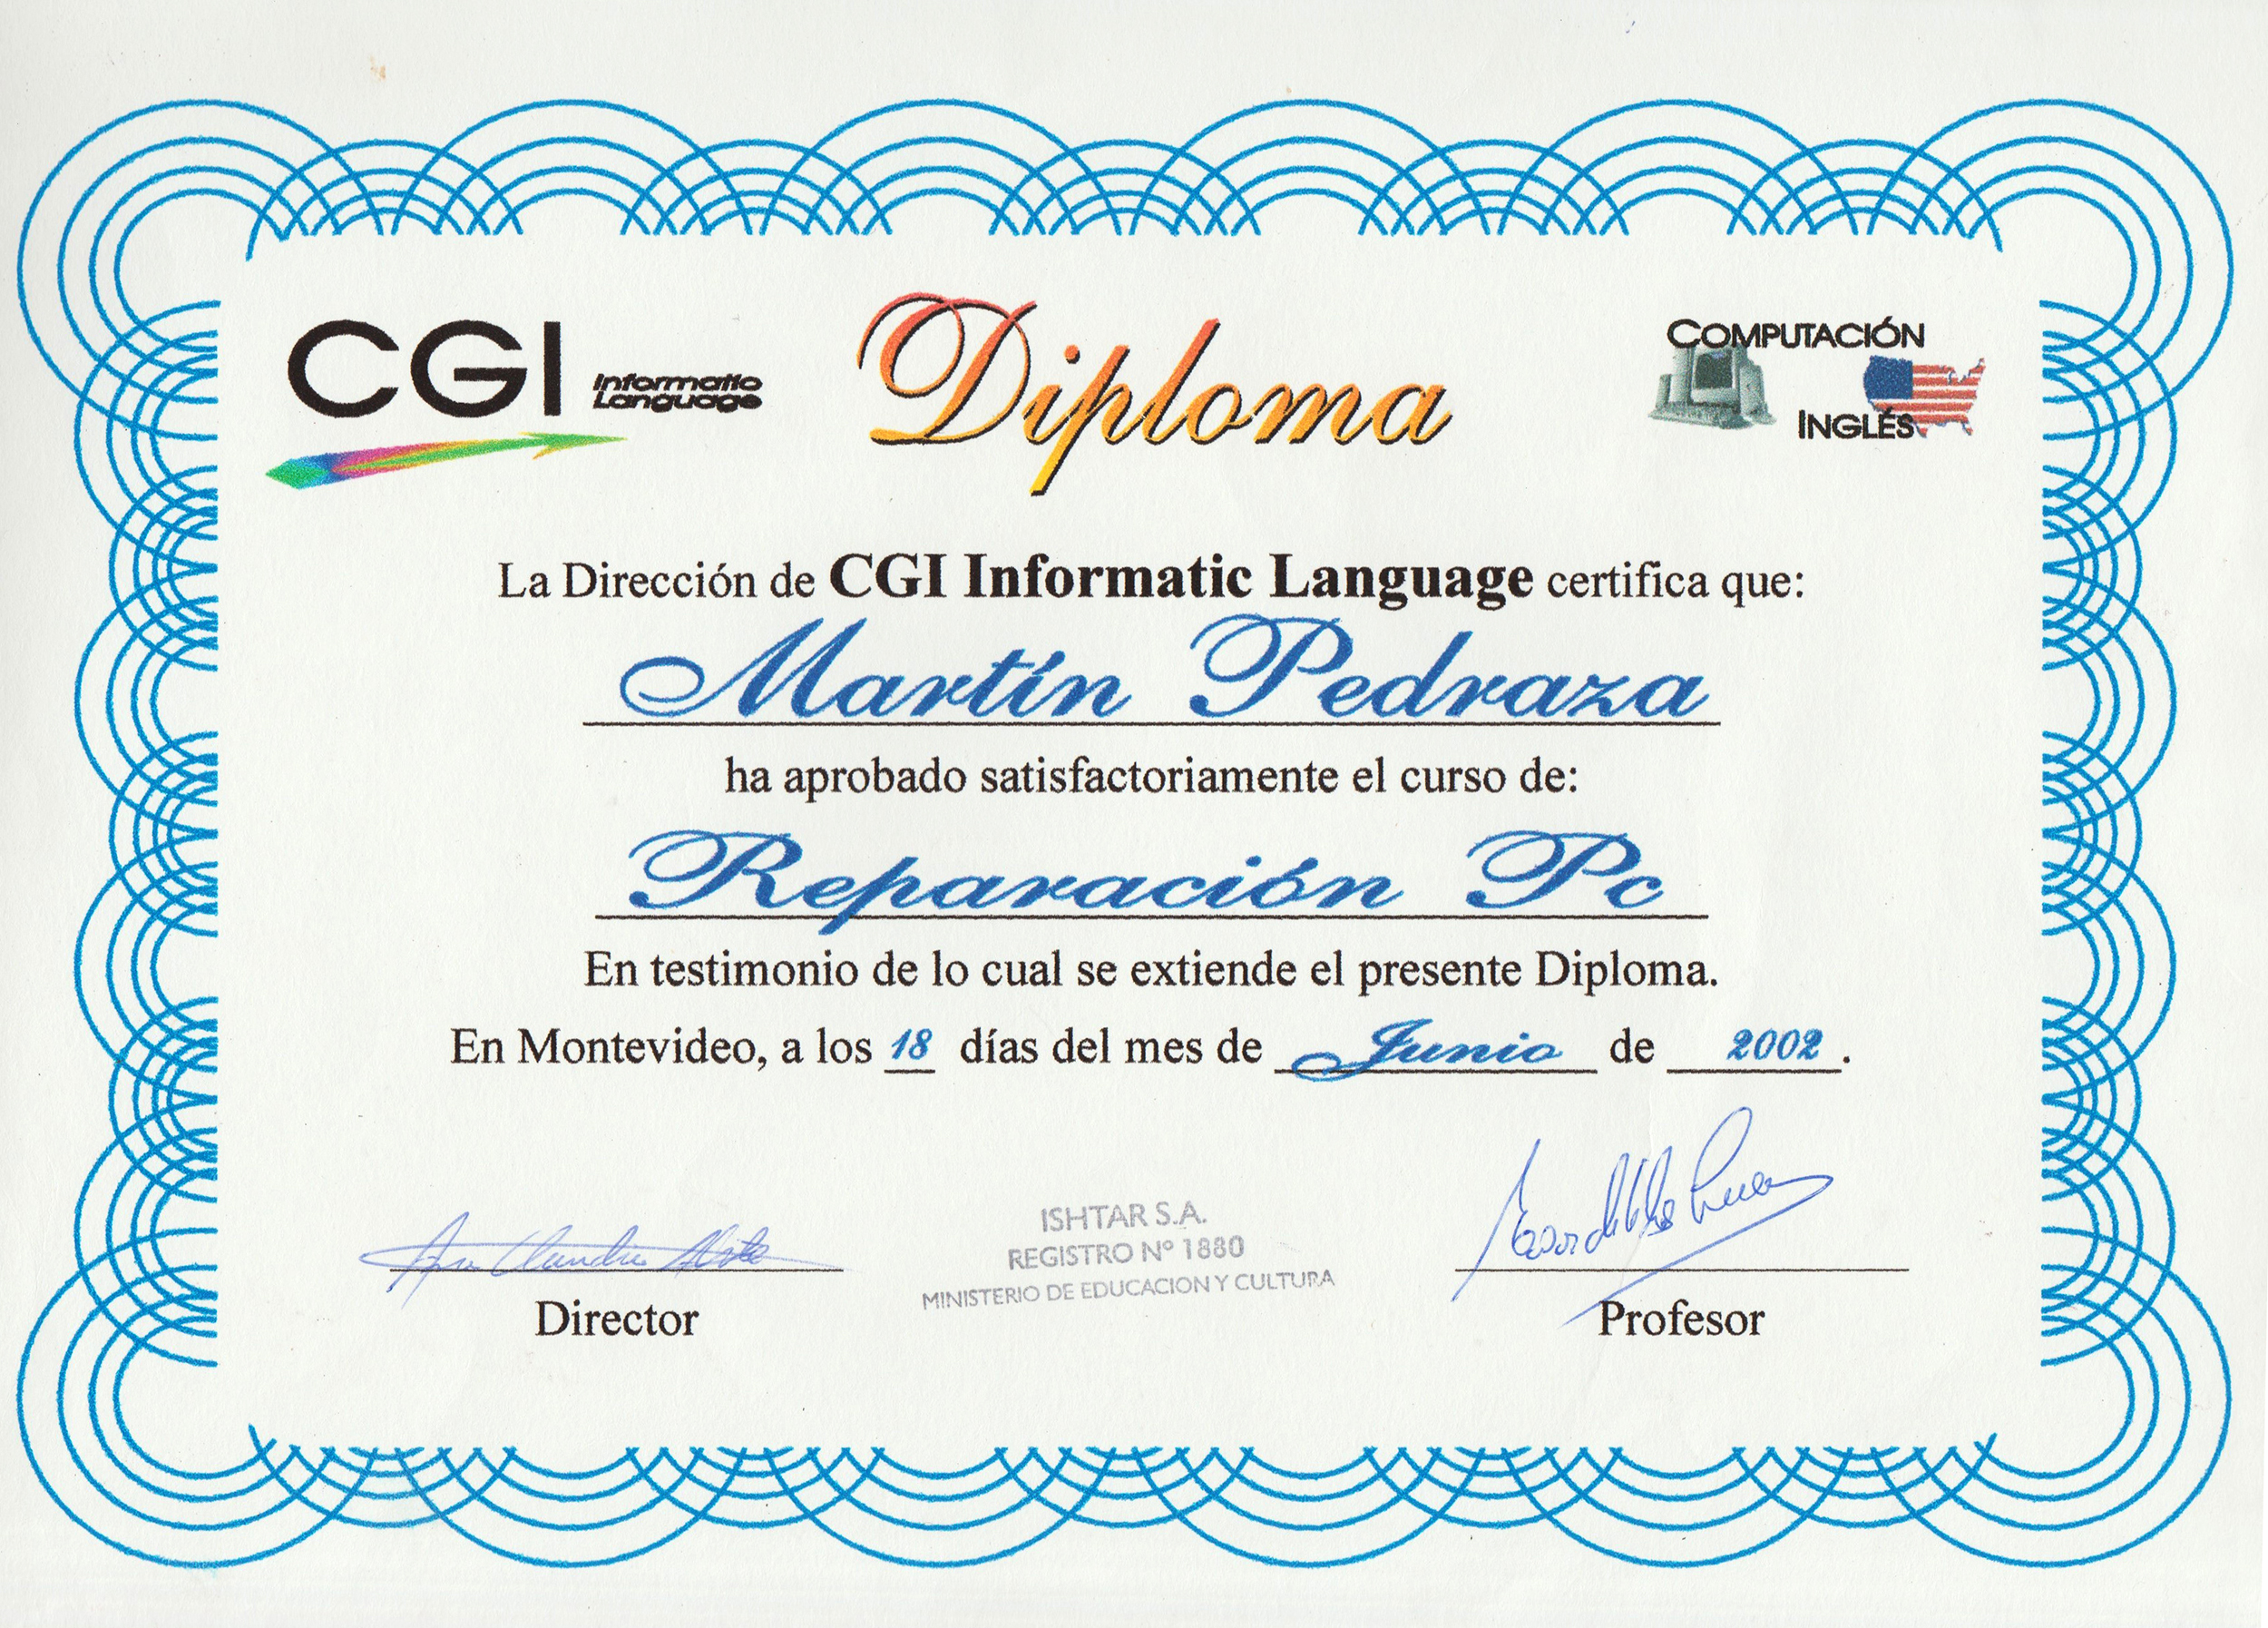 CGI Informatic Language
Diploma
COMPUTACIÓN
INGLÉS
La Dirección de CGI Informatic Language certifica que:
Martín Pedraza
ha aprobado satisfactoriamente el curso de:
Reparación Pc
En testimonio de lo cual se extiende el presente Diploma.
En Montevideo, a los 18 días del mes de Junio de 2002.
ISHTAR S.A.
REGISTRO Nº 1880
MINISTERIO DE EDUCACION Y CULTURA
Director
Profesor